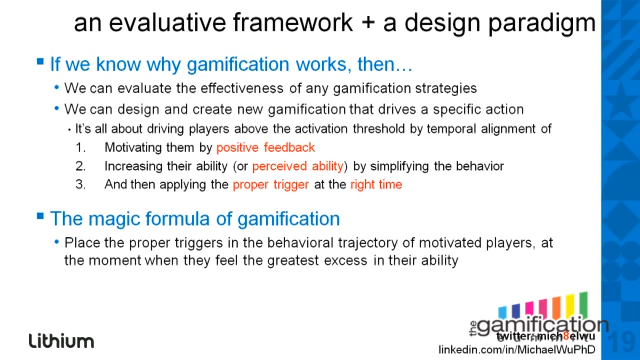 an evaluative framework + a design paradigm
If we know why gamification works, then…
We can evaluate the effectiveness of any gamification strategies
We can design and create new gamification that drives a specific action
It's all about driving players above the activation threshold by temporal alignment of
1. Motivating them by positive feedback
2. Increasing their ability (or perceived ability) by simplifying the behavior
3. And then applying the proper trigger at the right time
The magic formula of gamification
Place the proper triggers in the behavioral trajectory of motivated players, at
the moment when they feel the greatest excess in their ability
the gamification
twitter: mich8elwu
linkedin.com/in/MichaelWuPhD
Lithium
19